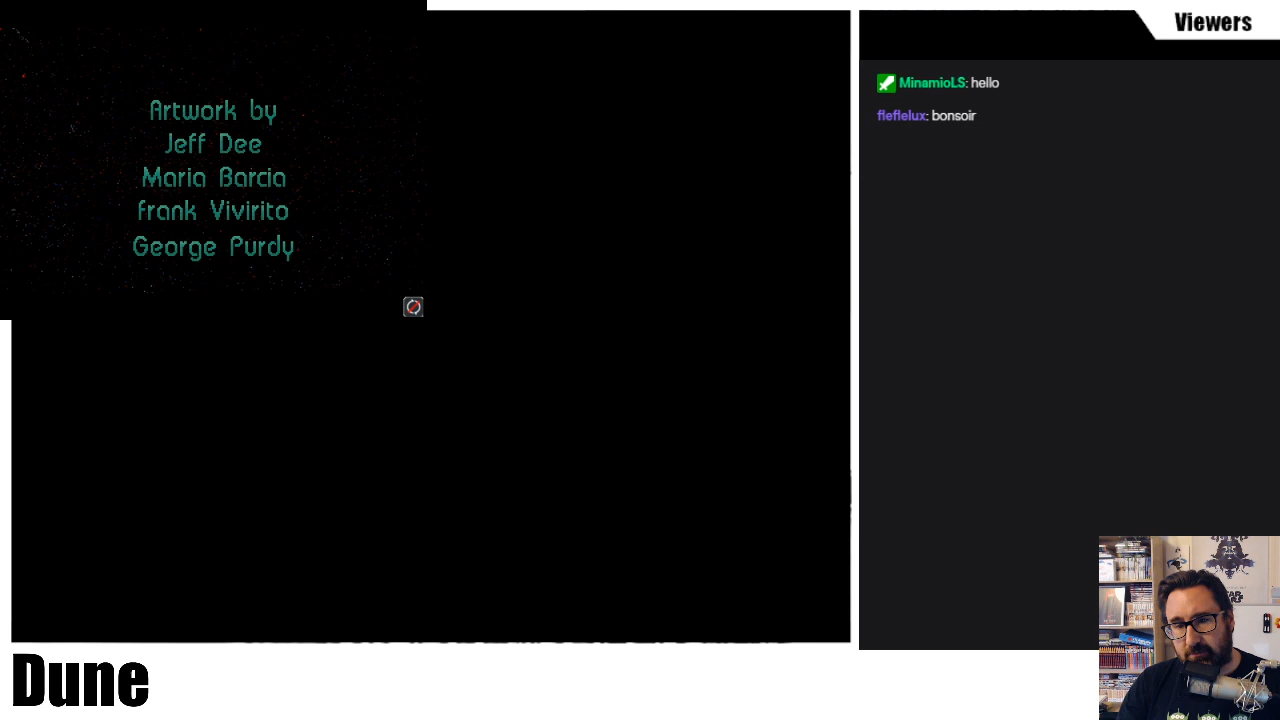 Artwork by
Jeff Dee
Maria Barcia
Frank Vivirito
George Purdy
Viewers
MinamioLS: hello
fleflelux: bonsoir
Dune